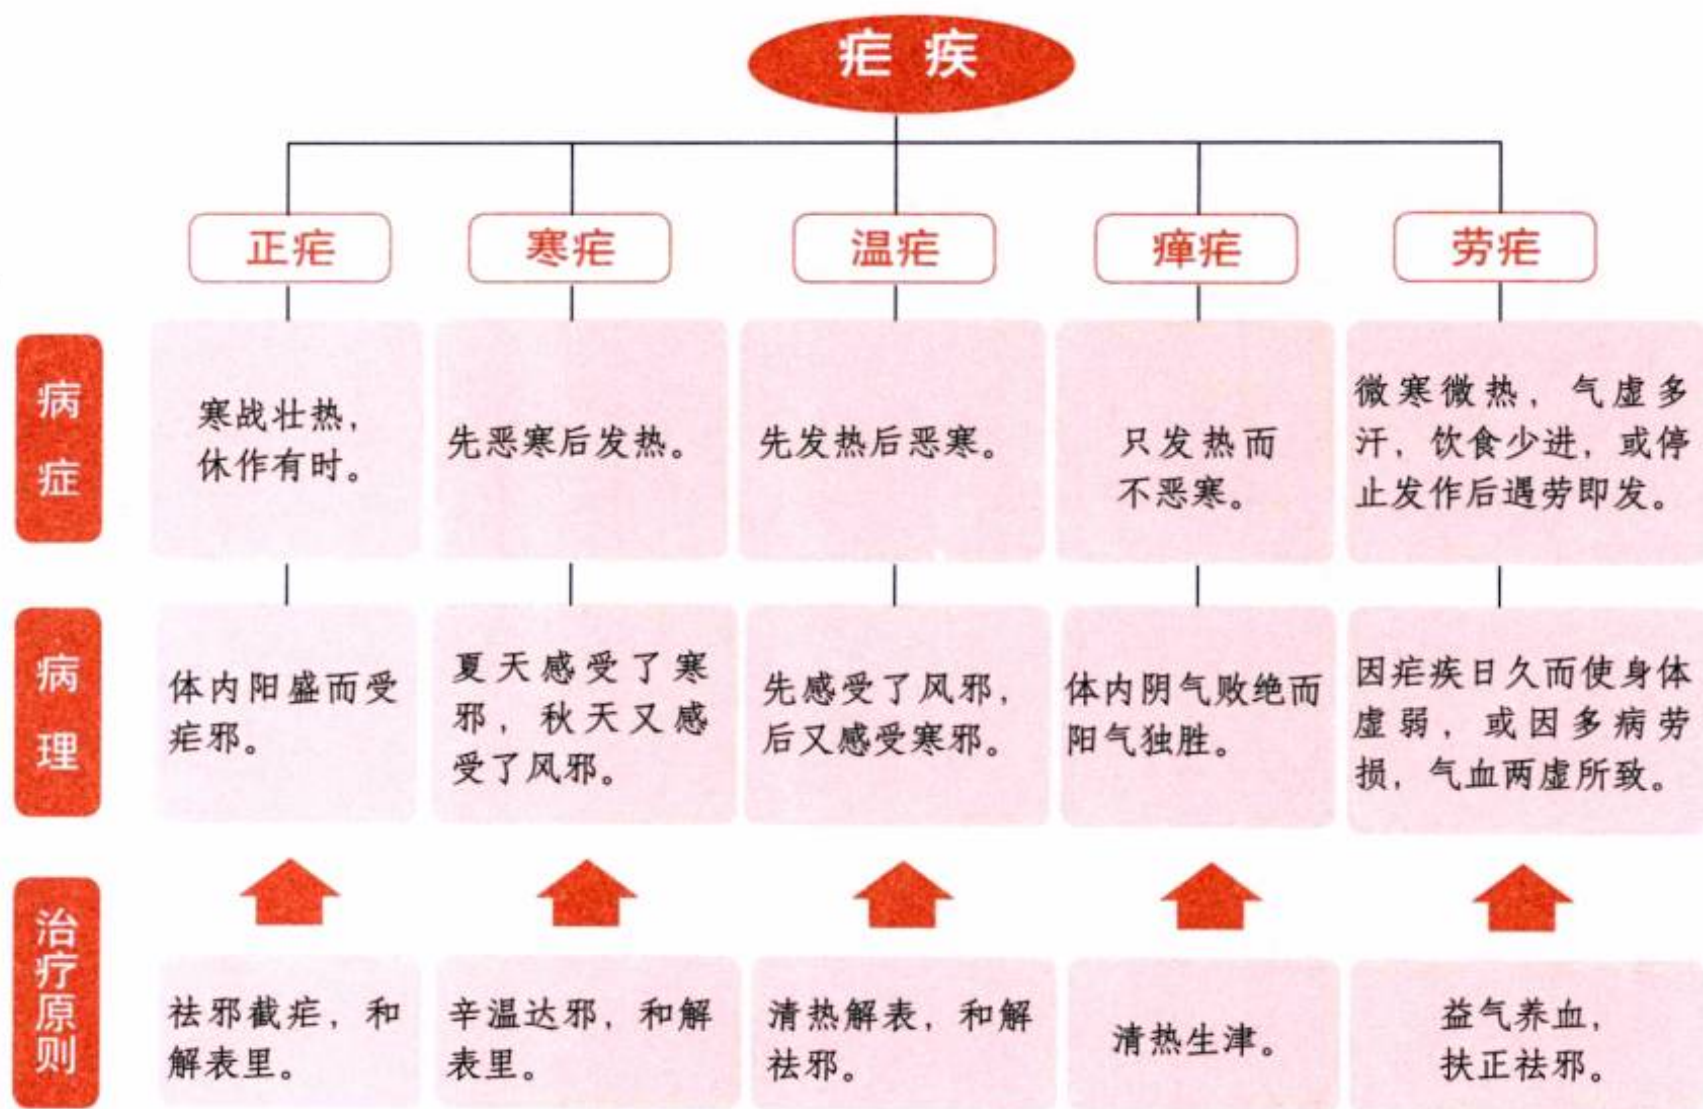 疟疾
正疟
寒疟
温疟
瘅疟
劳疟
病症
寒战壮热，
休作有时。
先恶寒后发热。
先发热后恶寒。
只发热而
不恶寒。
微寒微热，气虚多
汗，饮食少进，或停
止发作后遇劳即发。
病理
体内阳盛而受
疟邪。
夏天感受了寒
邪，秋天又感
受了风邪。
先感受了风邪，
后又感受寒邪。
体内阴气败绝而
阳气独胜。
因疟疾日久而使身体
虚弱，或因多病劳
损，气血两虚所致。
治疗原则
祛邪截疟，和
解表里。
辛温达邪，和解
表里。
清热解表，和解
祛邪。
清热生津。
益气养血，
扶正祛邪。